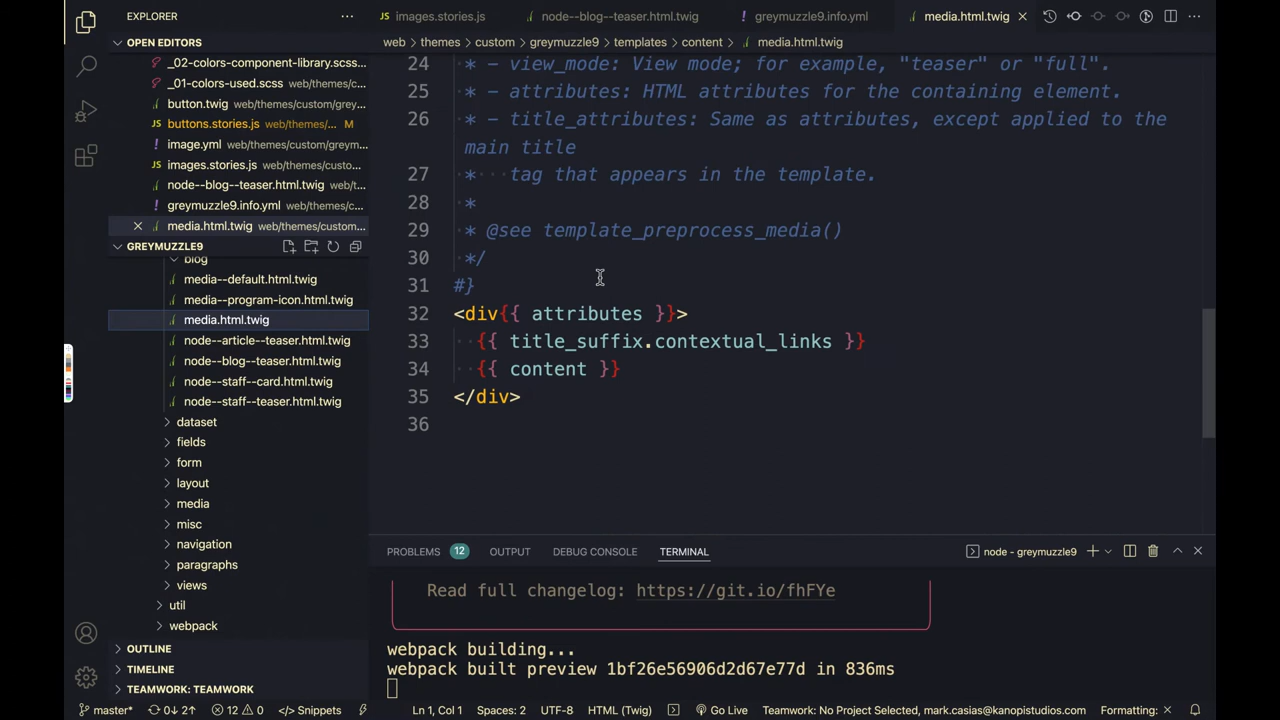 EXPLORER
images.stories.js
node--blog--teaser.html.twig
greymuzzle9.info.yml
media.html.twig
OPEN EDITORS
_02-colors-component-library.scss...
_01-colors-used.scss web/themes/c...
button.twig web/themes/custom/grey...
buttons.stories.js web/themes/... M
image.yml web/themes/custom/greym...
images.stories.js web/themes/custo...
node--blog--teaser.html.twig web/t...
greymuzzle9.info.yml web/themes/c...
media.html.twig web/themes/custom...
GREYMUZZLE9
blog
media--default.html.twig
media--program-icon.html.twig
media.html.twig
node--article--teaser.html.twig
node--blog--teaser.html.twig
node--staff--card.html.twig
node--staff--teaser.html.twig
dataset
fields
form
layout
media
misc
navigation
paragraphs
views
util
webpack
OUTLINE
TIMELINE
TEAMWORK: TEAMWORK
web > themes > custom > greymuzzle9 > templates > content > media.html.twig
24 * - view_mode: View mode; for example, "teaser" or "full".
25 * - attributes: HTML attributes for the containing element.
26 * - title_attributes: Same as attributes, except applied to the
main title
27 *   tag that appears in the template.
28 *
29 * @see template_preprocess_media()
30 */
31 #}
32 <div{{ attributes }}>
33 {{ title_suffix.contextual_links }}
34 {{ content }}
35 </div>
36
PROBLEMS 12 OUTPUT DEBUG CONSOLE TERMINAL node - greymuzzle9
Read full changelog: https://git.io/fhFYe
webpack building...
webpack built preview 1bf26e56906d2d67e77d in 836ms
master* 0↓ 2↑ 12 0 </> Snippets Ln 1, Col 1 Spaces: 2 UTF-8 HTML (Twig) Go Live Teamwork: No Project Selected, mark.casias@kanopistudios.com Formatting: ×